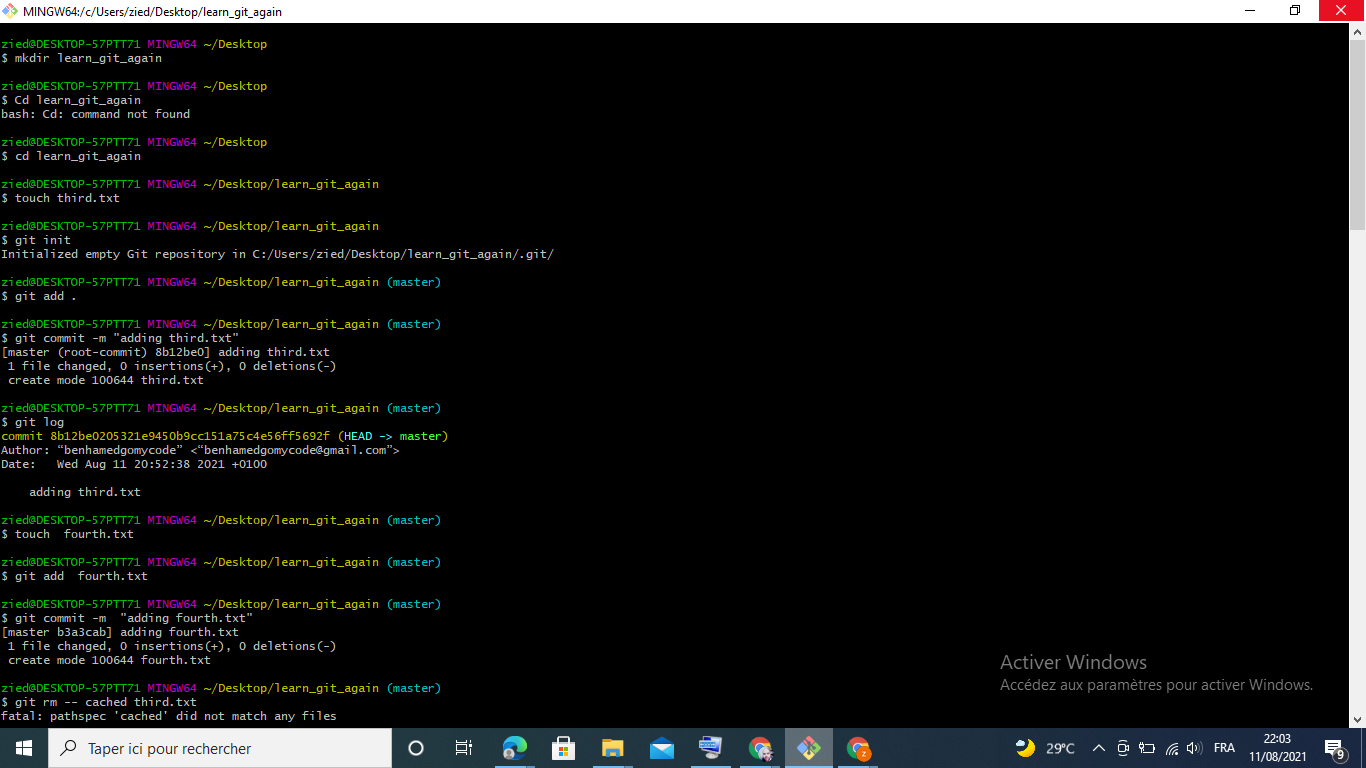 MINGW64:/c/Users/zied/Desktop/learn_git_again
zied@DESKTOP-57PTT71 MINGW64 ~/Desktop
$ mkdir learn_git_again
zied@DESKTOP-57PTT71 MINGW64 ~/Desktop
$ Cd learn_git_again
bash: Cd: command not found
zied@DESKTOP-57PTT71 MINGW64 ~/Desktop
$ cd learn_git_again
zied@DESKTOP-57PTT71 MINGW64 ~/Desktop/learn_git_again
$ touch third.txt
zied@DESKTOP-57PTT71 MINGW64 ~/Desktop/learn_git_again
$ git init
Initialized empty Git repository in C:/Users/zied/Desktop/learn_git_again/.git/
zied@DESKTOP-57PTT71 MINGW64 ~/Desktop/learn_git_again (master)
$ git add .
zied@DESKTOP-57PTT71 MINGW64 ~/Desktop/learn_git_again (master)
$ git commit -m "adding third.txt"
[master (root-commit) 8b12be0] adding third.txt
 1 file changed, 0 insertions(+), 0 deletions(-)
 create mode 100644 third.txt
zied@DESKTOP-57PTT71 MINGW64 ~/Desktop/learn_git_again (master)
$ git log
commit 8b12be0205321e9450b9cc151a75c4e56ff5692f (HEAD -> master)
Author: “benhamedgomycode” <“benhamedgomycode@gmail.com”>
Date:   Wed Aug 11 20:52:38 2021 +0100
    adding third.txt
zied@DESKTOP-57PTT71 MINGW64 ~/Desktop/learn_git_again (master)
$ touch  fourth.txt
zied@DESKTOP-57PTT71 MINGW64 ~/Desktop/learn_git_again (master)
$ git add  fourth.txt
zied@DESKTOP-57PTT71 MINGW64 ~/Desktop/learn_git_again (master)
$ git commit -m  "adding fourth.txt"
[master b3a3cab] adding fourth.txt
 1 file changed, 0 insertions(+), 0 deletions(-)
 create mode 100644 fourth.txt
zied@DESKTOP-57PTT71 MINGW64 ~/Desktop/learn_git_again (master)
$ git rm -- cached third.txt
fatal: pathspec 'cached' did not match any files
Activer Windows
Accédez aux paramètres pour activer Windows.
Taper ici pour rechercher
z
29°C
FRA
22:03
11/08/2021
9